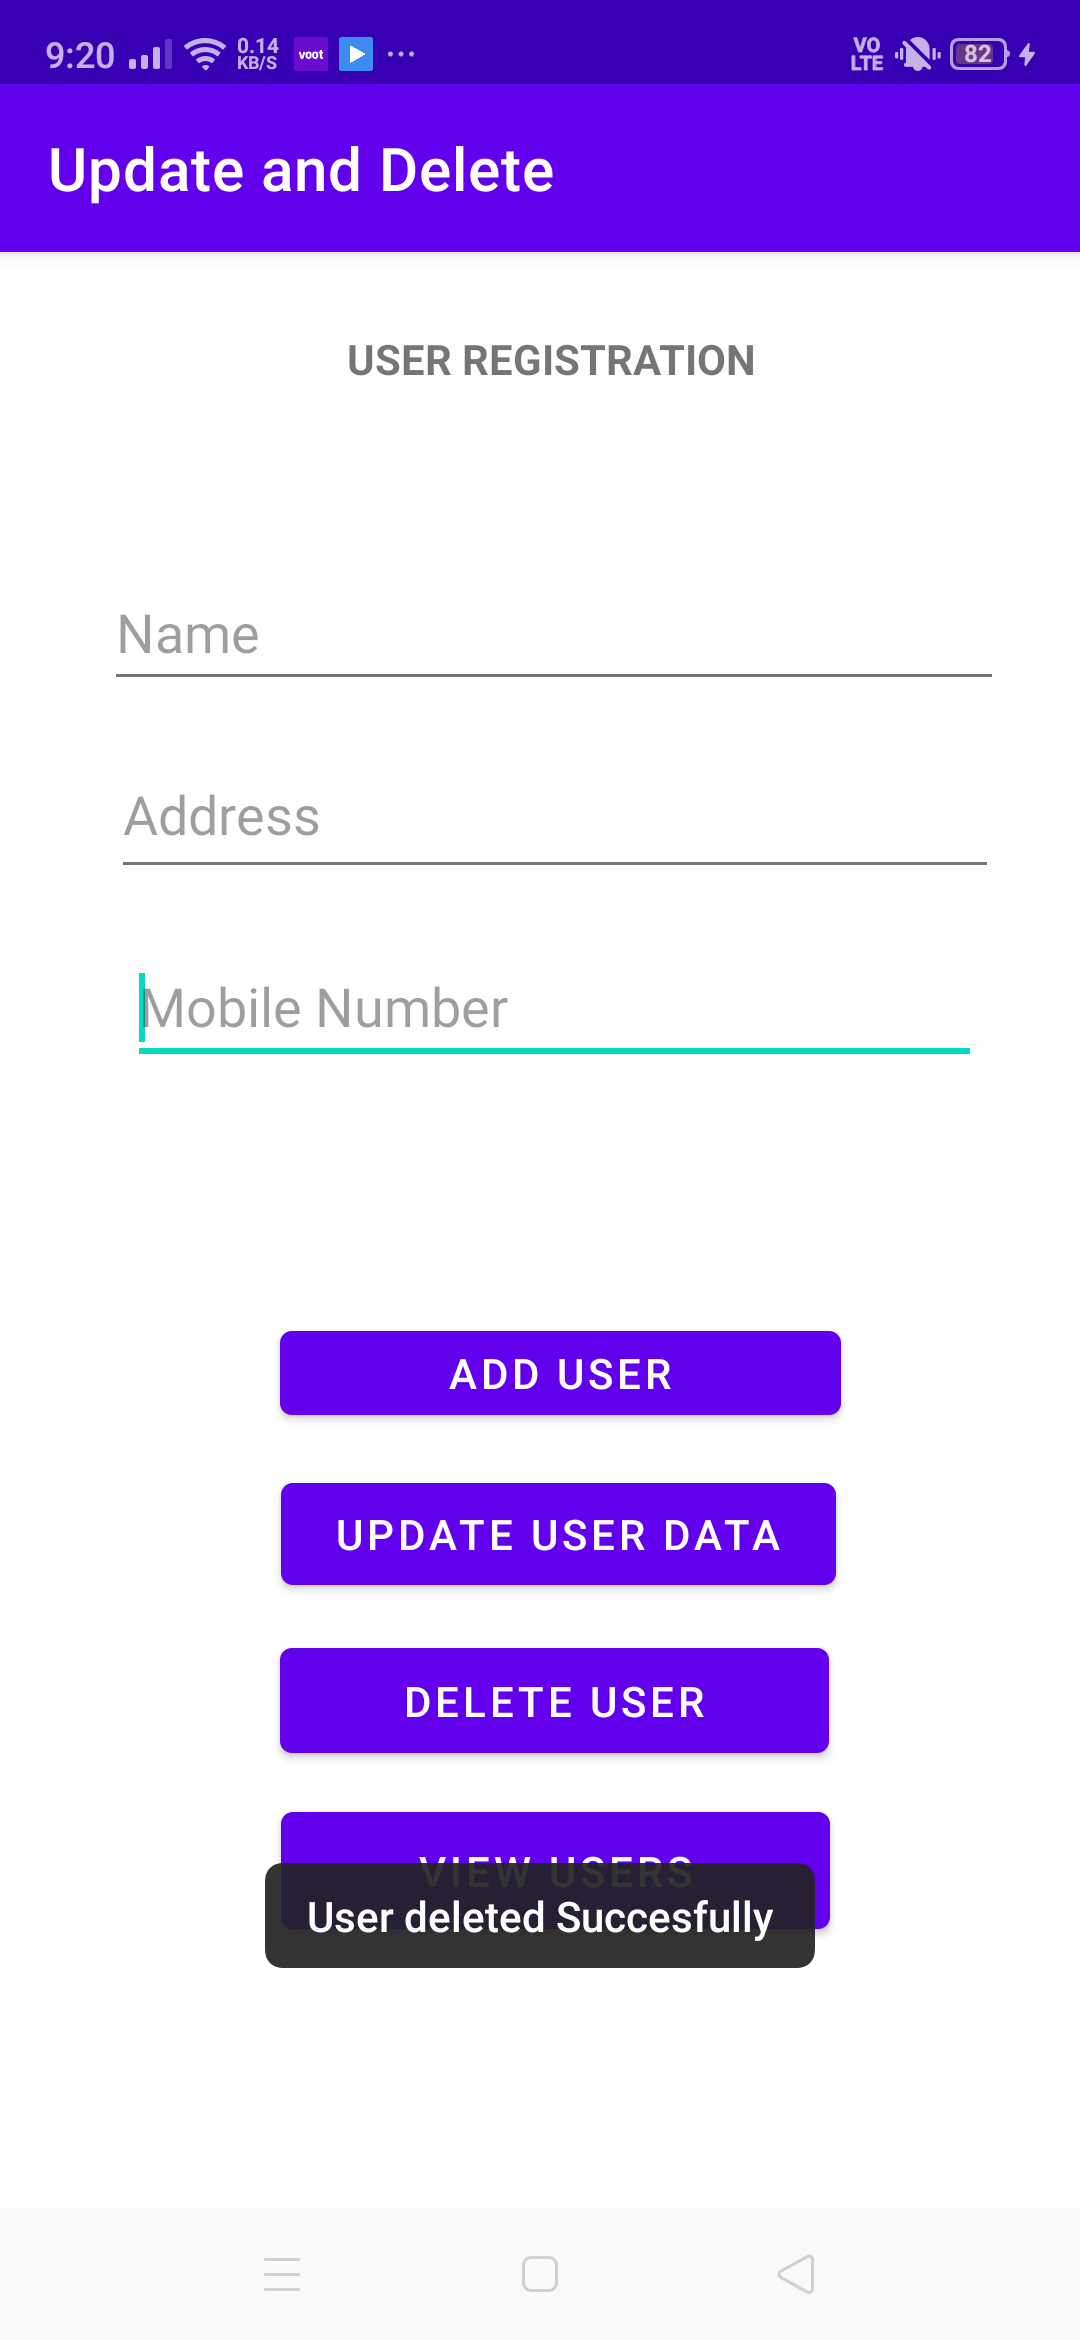 9:20 0.14 KB/S voot ... VO LTE 82
Update and Delete
USER REGISTRATION
Name
Address
Mobile Number
ADD USER
UPDATE USER DATA
DELETE USER
VIEW USERS
User deleted Succesfully